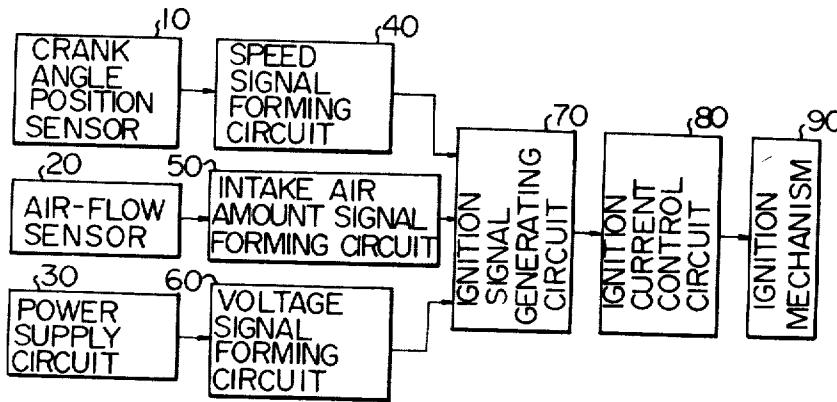 10
CRANK
ANGLE
POSITION
SENSOR
40
SPEED
SIGNAL
FORMING
CIRCUIT
20
AIR-FLOW
SENSOR
50
INTAKE AIR
AMOUNT SIGNAL
FORMING CIRCUIT
30
POWER
SUPPLY
CIRCUIT
60
VOLTAGE
SIGNAL
FORMING
CIRCUIT
70
IGNITION
SIGNAL
GENERATING
CIRCUIT
80
IGNITION
CURRENT
CONTROL
CIRCUIT
90
IGNITION
MECHANISM